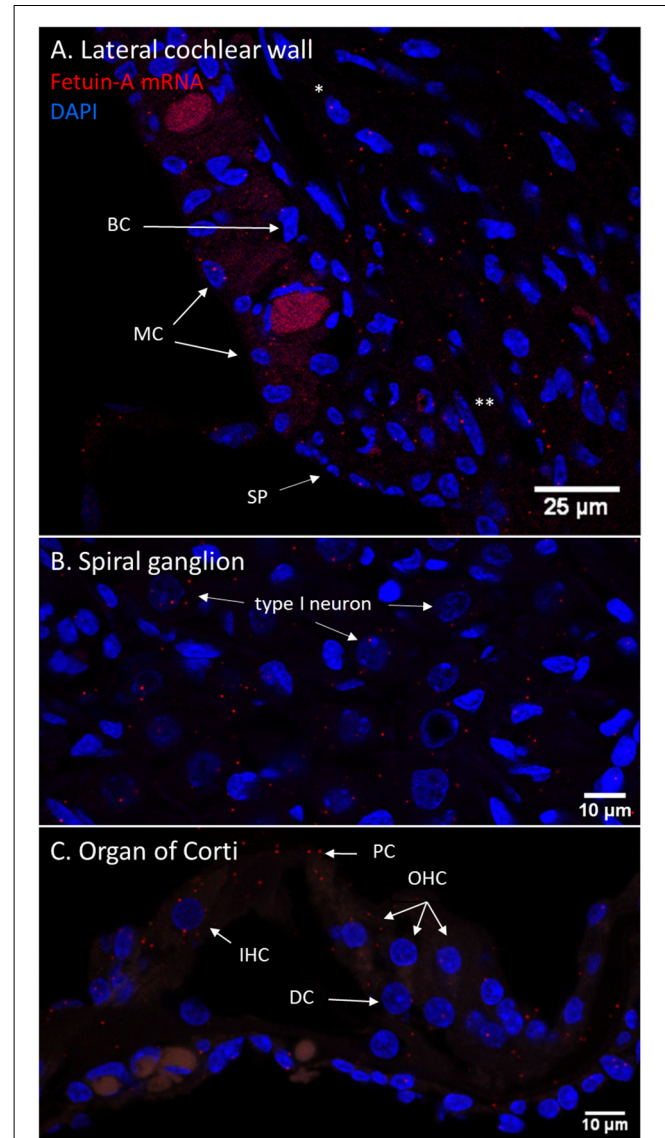 A. Lateral cochlear wall
Fetuin-A mRNA
DAPI
*
BC
MC
**
SP
25 µm
B. Spiral ganglion
type I neuron
10 µm
C. Organ of Corti
PC
OHC
IHC
DC
10 µm